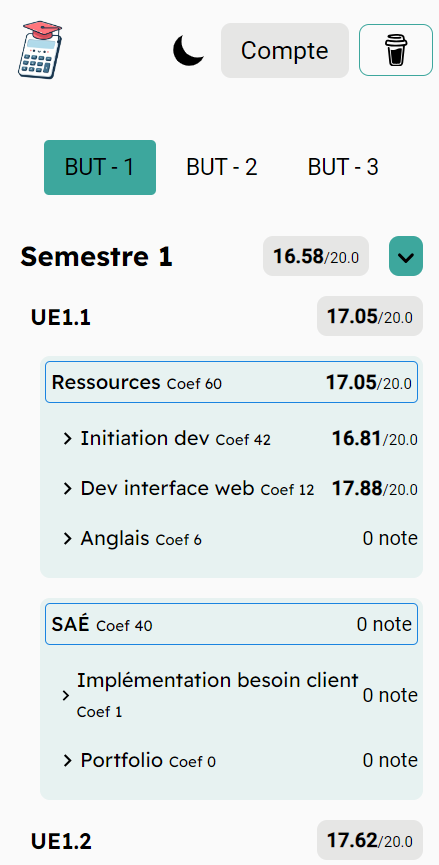 Compte
BUT - 1 BUT - 2 BUT - 3
Semestre 1 16.58/20.0
UE1.1 17.05/20.0
Ressources Coef 60 17.05/20.0
Initiation dev Coef 42 16.81/20.0
Dev interface web Coef 12 17.88/20.0
Anglais Coef 6 0 note
SAÉ Coef 40 0 note
Implémentation besoin client
Coef 1 0 note
Portfolio Coef 0 0 note
UE1.2 17.62/20.0